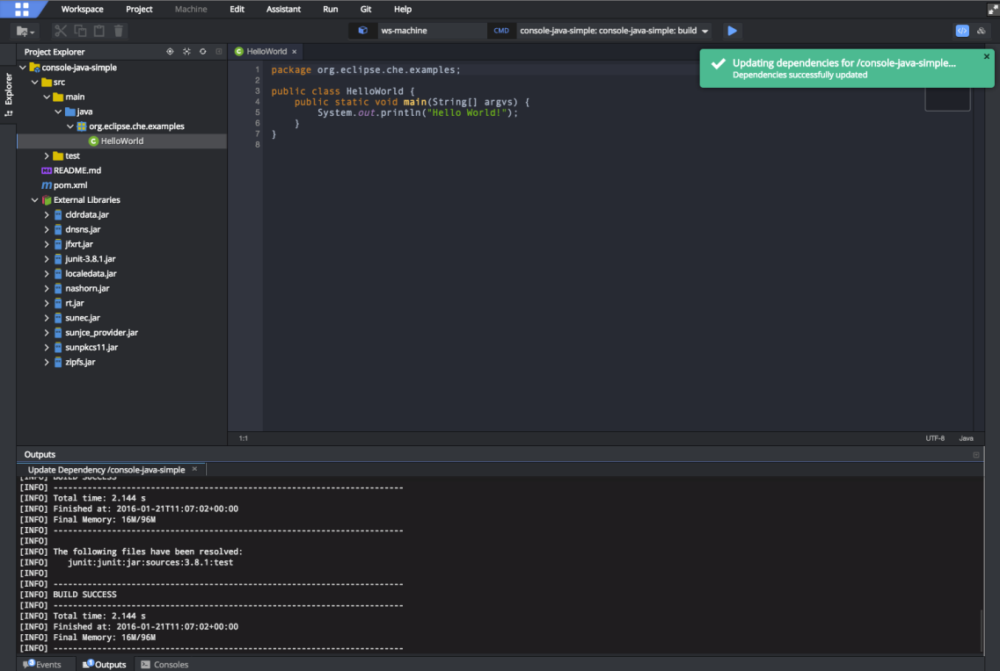 Workspace Project Machine Edit Assistant Run Git Help
ws-machine CMD console-java-simple: console-java-simple: build
Explorer
Project Explorer
console-java-simple
src
main
java
org.eclipse.che.examples
HelloWorld
test
README.md
pom.xml
External Libraries
cldrdata.jar
dnsns.jar
jfxrt.jar
junit-3.8.1.jar
localedata.jar
nashorn.jar
rt.jar
sunec.jar
sunjce_provider.jar
sunpkcs11.jar
zipfs.jar
HelloWorld ×
1 package org.eclipse.che.examples;
2
3 public class HelloWorld {
4     public static void main(String[] argvs) {
5         System.out.println("Hello World!");
6     }
7 }
8
Updating dependencies for /console-java-simple...
Dependencies successfully updated
1:1 UTF-8 Java
Outputs
Update Dependency /console-java-simple ×
[INFO] BUILD SUCCESS
[INFO] ------------------------------------------------------------------------
[INFO] Total time: 2.144 s
[INFO] Finished at: 2016-01-21T11:07:02+00:00
[INFO] Final Memory: 16M/96M
[INFO] ------------------------------------------------------------------------
[INFO]
[INFO] The following files have been resolved:
[INFO]    junit:junit:jar:sources:3.8.1:test
[INFO]
[INFO] ------------------------------------------------------------------------
[INFO] BUILD SUCCESS
[INFO] ------------------------------------------------------------------------
[INFO] Total time: 2.144 s
[INFO] Finished at: 2016-01-21T11:07:02+00:00
[INFO] Final Memory: 16M/96M
[INFO] ------------------------------------------------------------------------
3 Events 1 Outputs Consoles